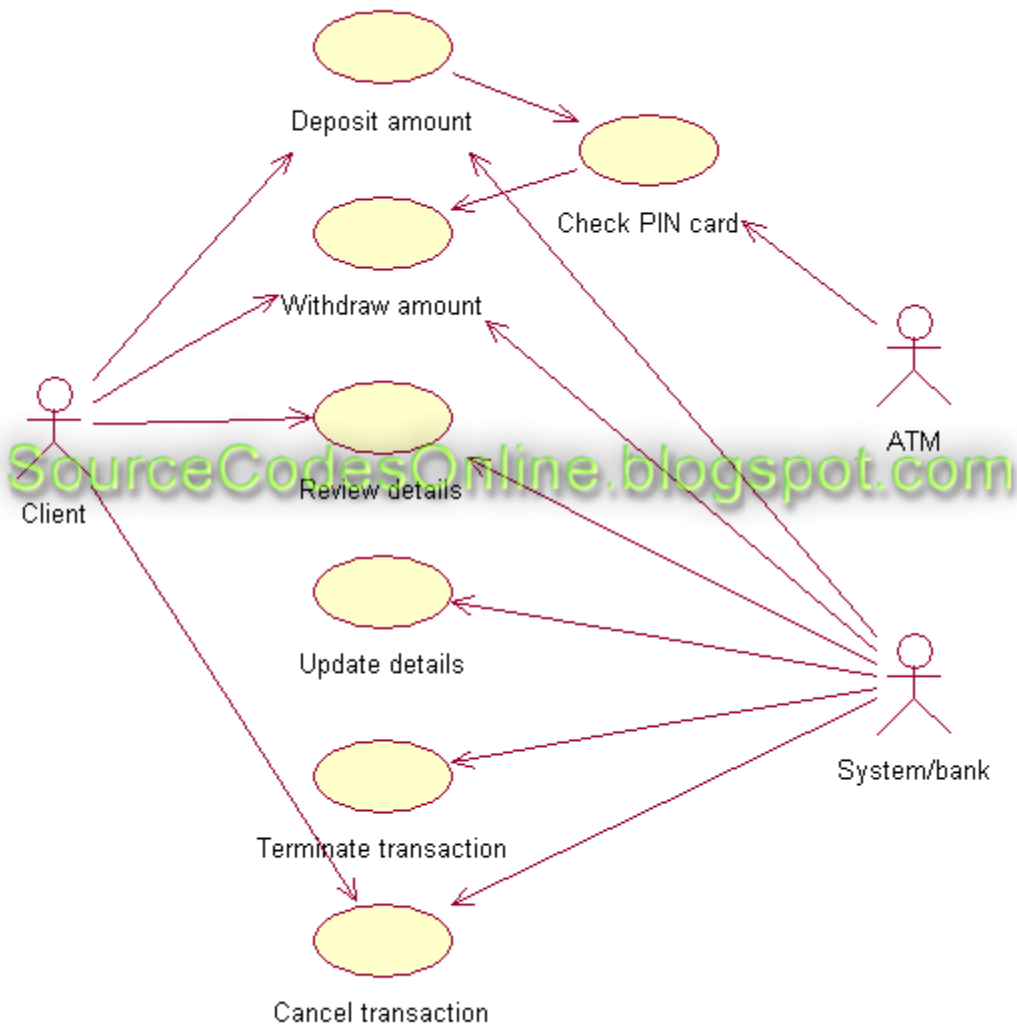 Deposit amount
Check PIN card
Withdraw amount
ATM
SourceCodesOnline.blogspot.com
Review details
Client
Update details
System/bank
Terminate transaction
Cancel transaction